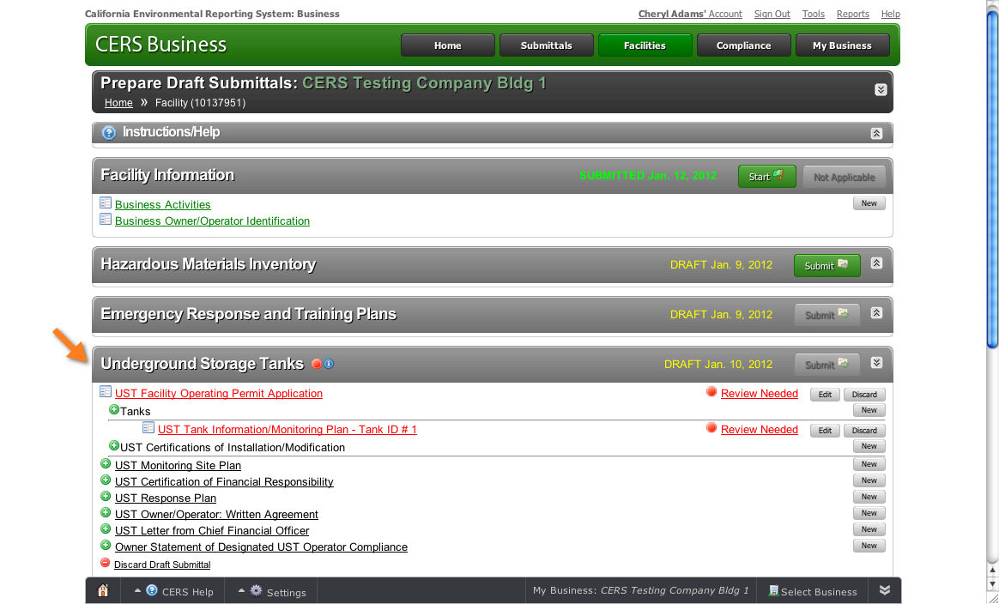 California Environmental Reporting System: Business
Cheryl Adams' Account Sign Out Tools Reports Help
CERS Business
Home Submittals Facilities Compliance My Business
Prepare Draft Submittals: CERS Testing Company Bldg 1
Home » Facility (10137951)
Instructions/Help
Facility Information SUBMITTED Jan. 12, 2012 Start Not Applicable
Business Activities New
Business Owner/Operator Identification
Hazardous Materials Inventory DRAFT Jan. 9, 2012 Submit
Emergency Response and Training Plans DRAFT Jan. 9, 2012 Submit
Underground Storage Tanks DRAFT Jan. 10, 2012 Submit
UST Facility Operating Permit Application Review Needed Edit Discard
Tanks New
UST Tank Information/Monitoring Plan - Tank ID # 1 Review Needed Edit Discard
UST Certifications of Installation/Modification New
UST Monitoring Site Plan New
UST Certification of Financial Responsibility New
UST Response Plan New
UST Owner/Operator: Written Agreement New
UST Letter from Chief Financial Officer New
Owner Statement of Designated UST Operator Compliance New
Discard Draft Submittal
CERS Help Settings My Business: CERS Testing Company Bldg 1 Select Business